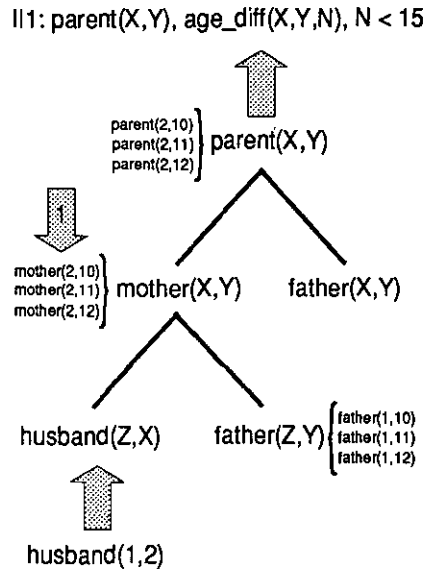 II1: parent(X,Y), age_diff(X,Y,N), N < 15
parent(2,10)
parent(2,11)
parent(2,12)
parent(X,Y)
1
mother(2,10)
mother(2,11)
mother(2,12)
mother(X,Y)
father(X,Y)
husband(Z,X)
father(Z,Y)
father(1,10)
father(1,11)
father(1,12)
husband(1,2)